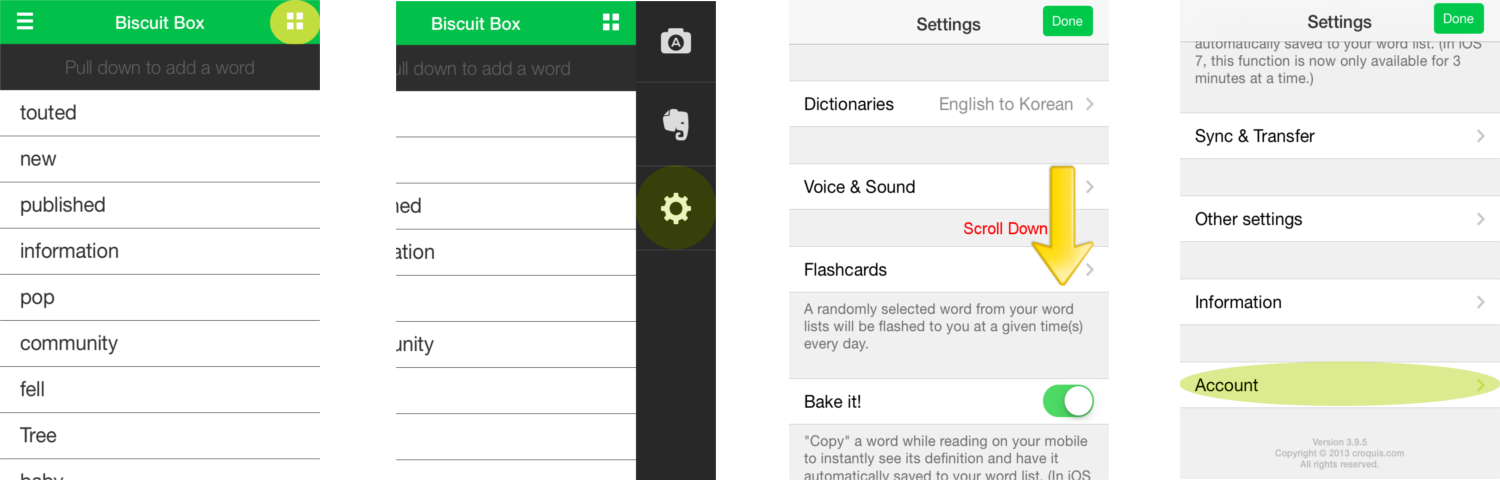 Biscuit Box
Pull down to add a word
touted
new
published
information
pop
community
fell
Tree
baby
Biscuit Box
ull down to add a word
ned
ation
unity
A
Settings
Done
Dictionaries
English to Korean
Voice & Sound
Scroll Down
Flashcards
A randomly selected word from your word
lists will be flashed to you at a given time(s)
every day.
Bake it!
"Copy" a word while reading on your mobile
to instantly see its definition and have it
automatically saved to your word list. (In iOS
Settings
Done
automatically saved to your word list. (In iOS
7, this function is now only available for 3
minutes at a time.)
Sync & Transfer
Other settings
Information
Account
Version 3.9.5
Copyright © 2013 croquis.com
All rights reserved.